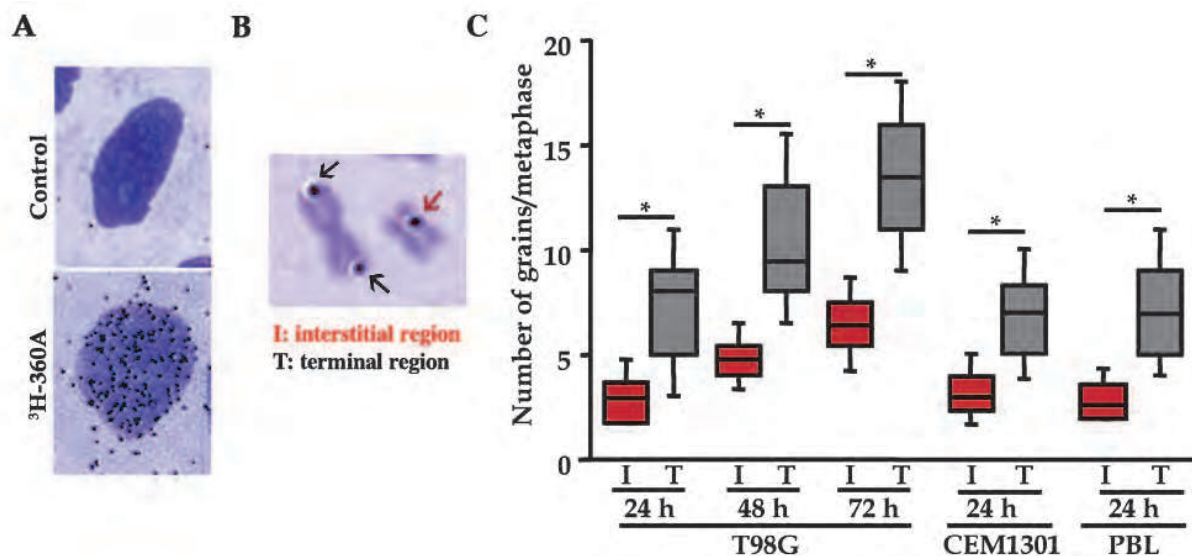 A
Control
³H-360A
B
I: interstitial region
T: terminal region
C
Number of grains/metaphase
20
15
10
5
0
* * * * *
I T I T I T I T I T
24 h 48 h 72 h 24 h 24 h
T98G CEM1301 PBL